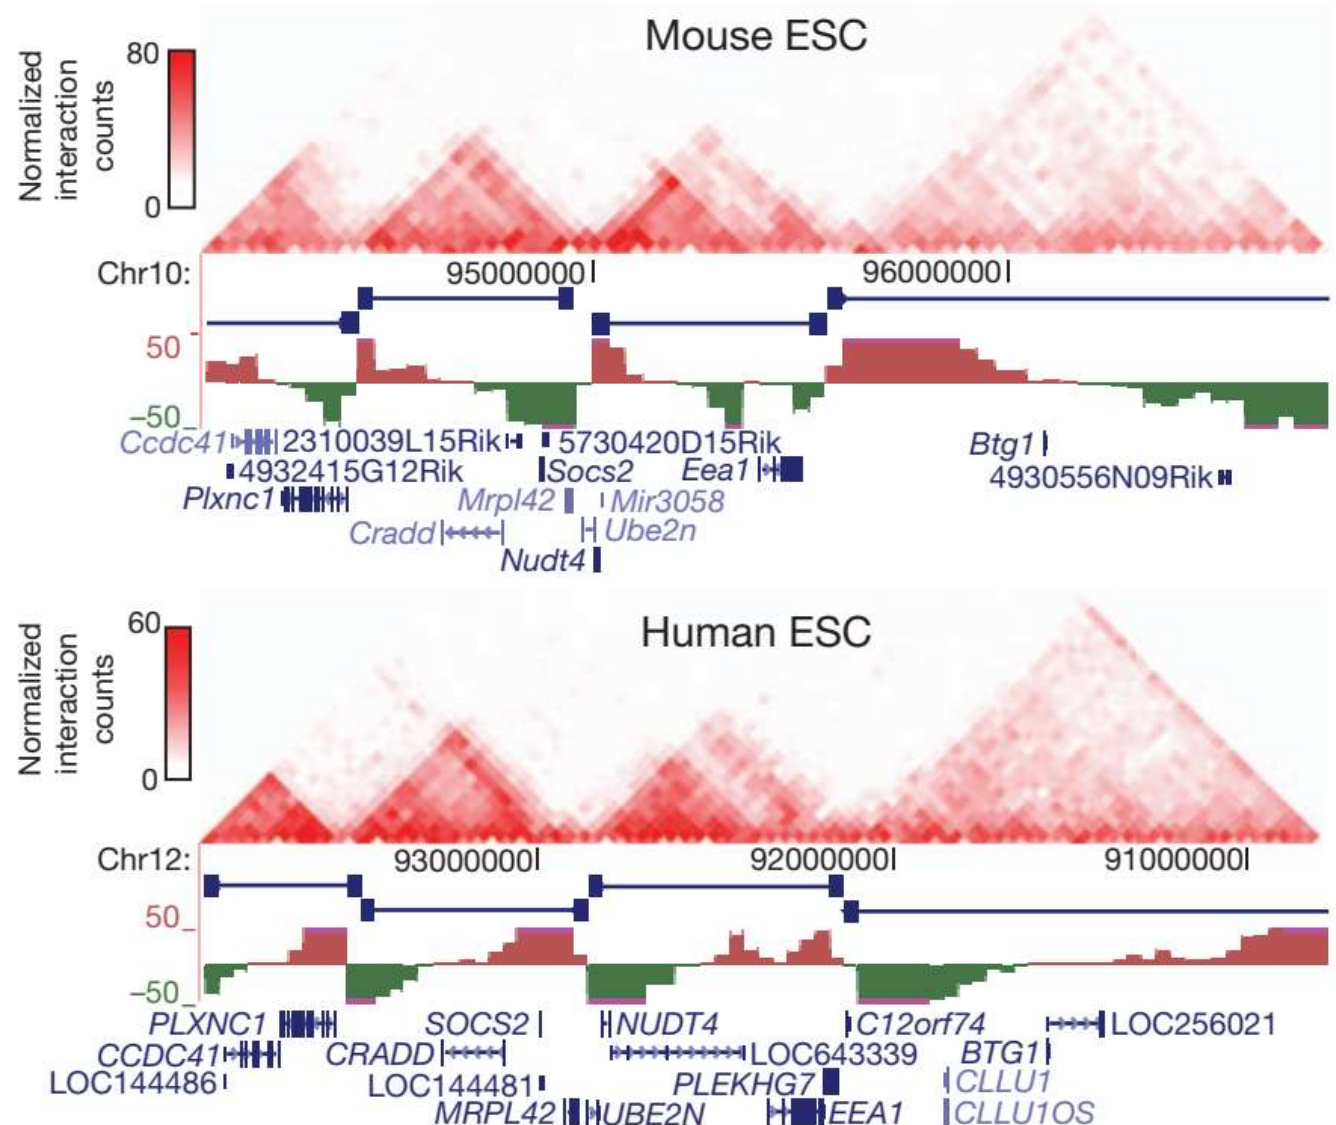 Mouse ESC
Normalized
interaction
counts
80
0
Chr10: 95000000 96000000
50
−50
Ccdc41 2310039L15Rik 5730420D15Rik Btg1
4932415G12Rik Socs2 Eea1 4930556N09Rik
Plxnc1 Mrpl42 Mir3058
Cradd Ube2n
Nudt4
Human ESC
Normalized
interaction
counts
60
0
Chr12: 93000000 92000000 91000000
50
−50
PLXNC1 SOCS2 NUDT4 C12orf74 LOC256021
CCDC41 CRADD LOC643339 BTG1
LOC144486 LOC144481 PLEKHG7 CLLU1
MRPL42 UBE2N EEA1 CLLU1OS